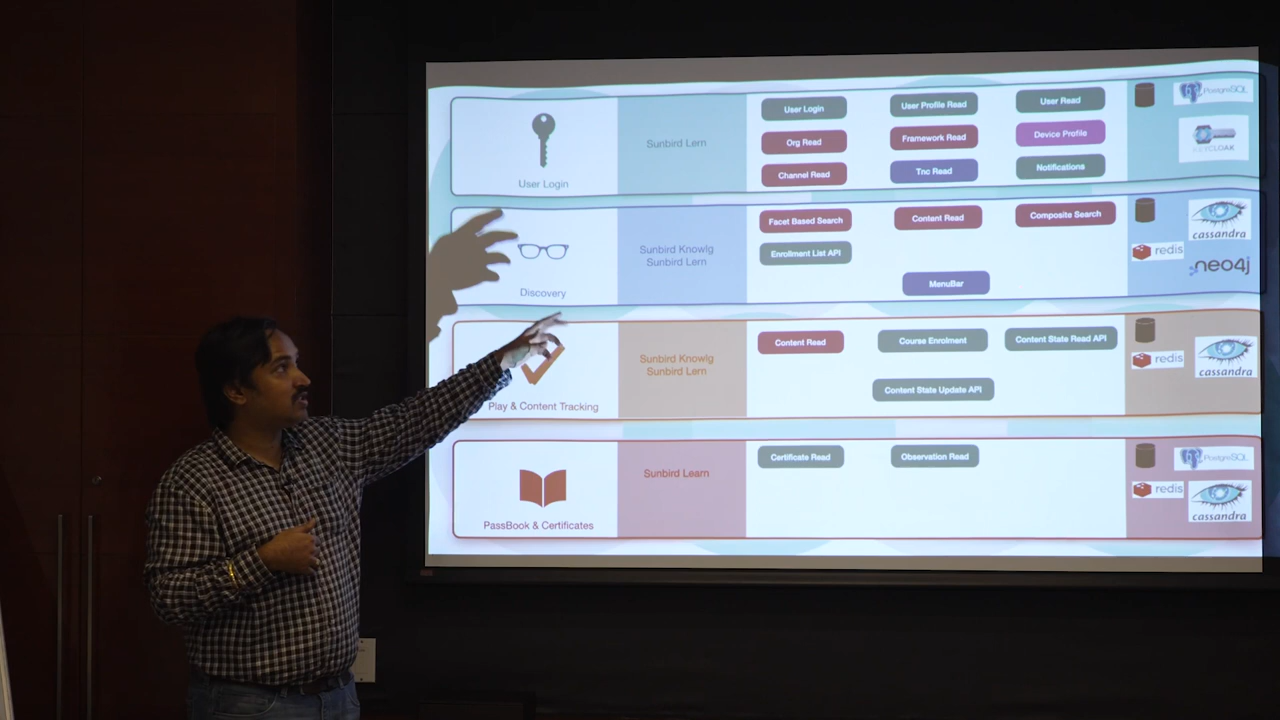 User Login
Sunbird Lern
User Login
User Profile Read
User Read
Org Read
Framework Read
Device Profile
Channel Read
Tnc Read
Notifications
PostgreSQL
KEYCLOAK
Discovery
Sunbird Knowlg
Sunbird Lern
Facet Based Search
Content Read
Composite Search
Enrollment List API
MenuBar
cassandra
redis
neo4j
Play & Content Tracking
Sunbird Knowlg
Sunbird Lern
Content Read
Course Enrolment
Content State Read API
Content State Update API
redis
cassandra
PassBook & Certificates
Sunbird Learn
Certificate Read
Observation Read
PostgreSQL
redis
cassandra